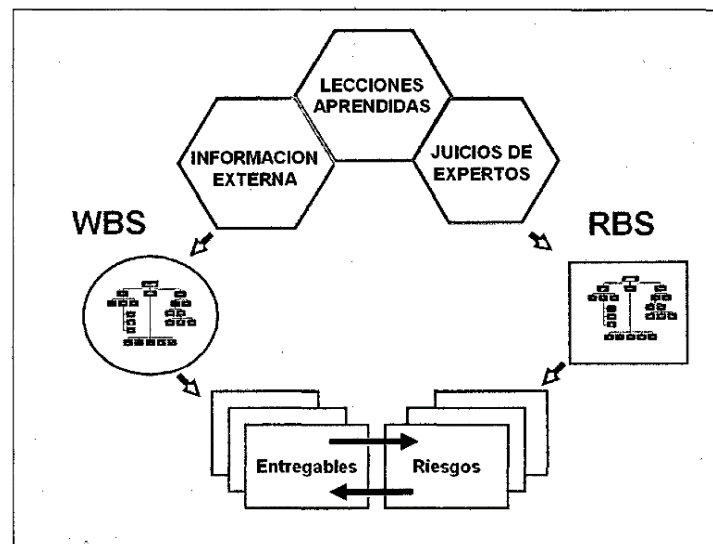 LECCIONES
APRENDIDAS
INFORMACION
EXTERNA
JUICIOS DE
EXPERTOS
WBS
RBS
Entregables
Riesgos